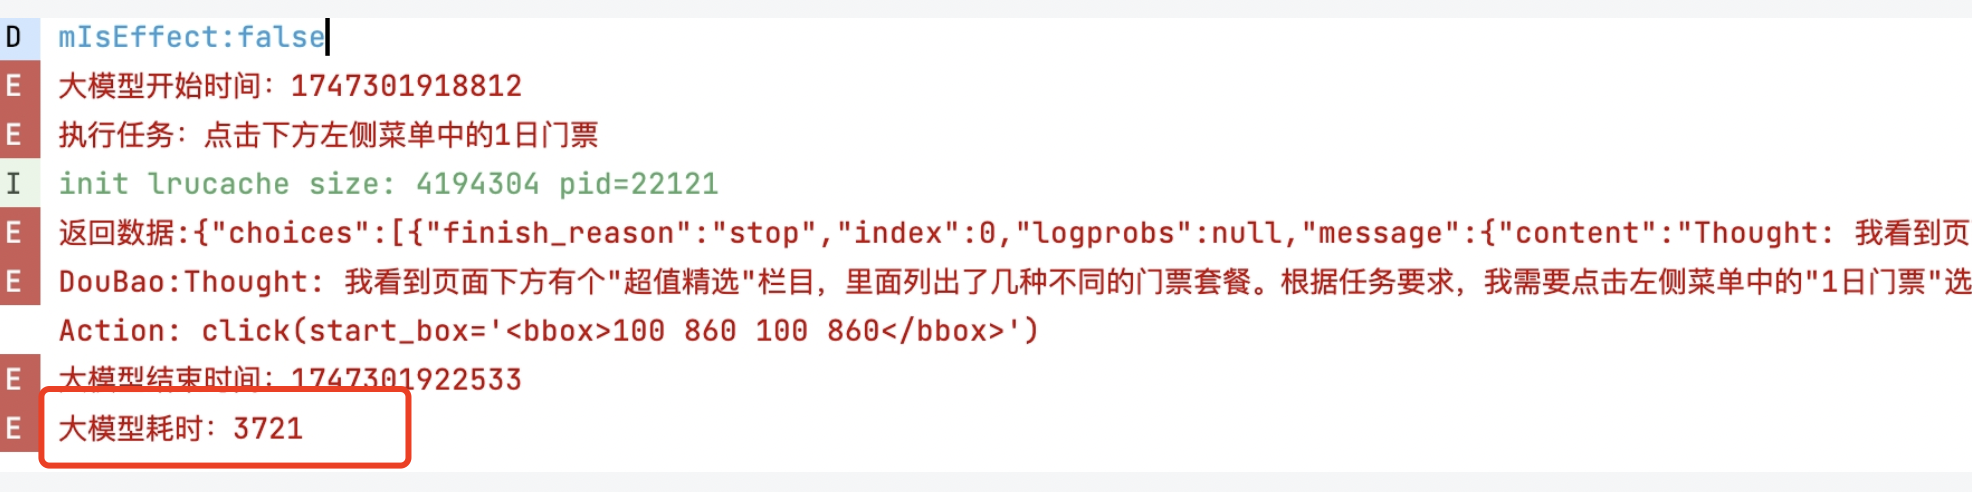 D mIsEffect:false
E 大模型开始时间：1747301918812
E 执行任务：点击下方左侧菜单中的1日门票
I init lrucache size: 4194304 pid=22121
E 返回数据:{"choices":[{"finish_reason":"stop","index":0,"logprobs":null,"message":{"content":"Thought: 我看到页
E DouBao:Thought: 我看到页面下方有个"超值精选"栏目，里面列出了几种不同的门票套餐。根据任务要求，我需要点击左侧菜单中的"1日门票"选
Action: click(start_box='<bbox>100 860 100 860</bbox>')
E 大模型结束时间：1747301922533
E 大模型耗时：3721